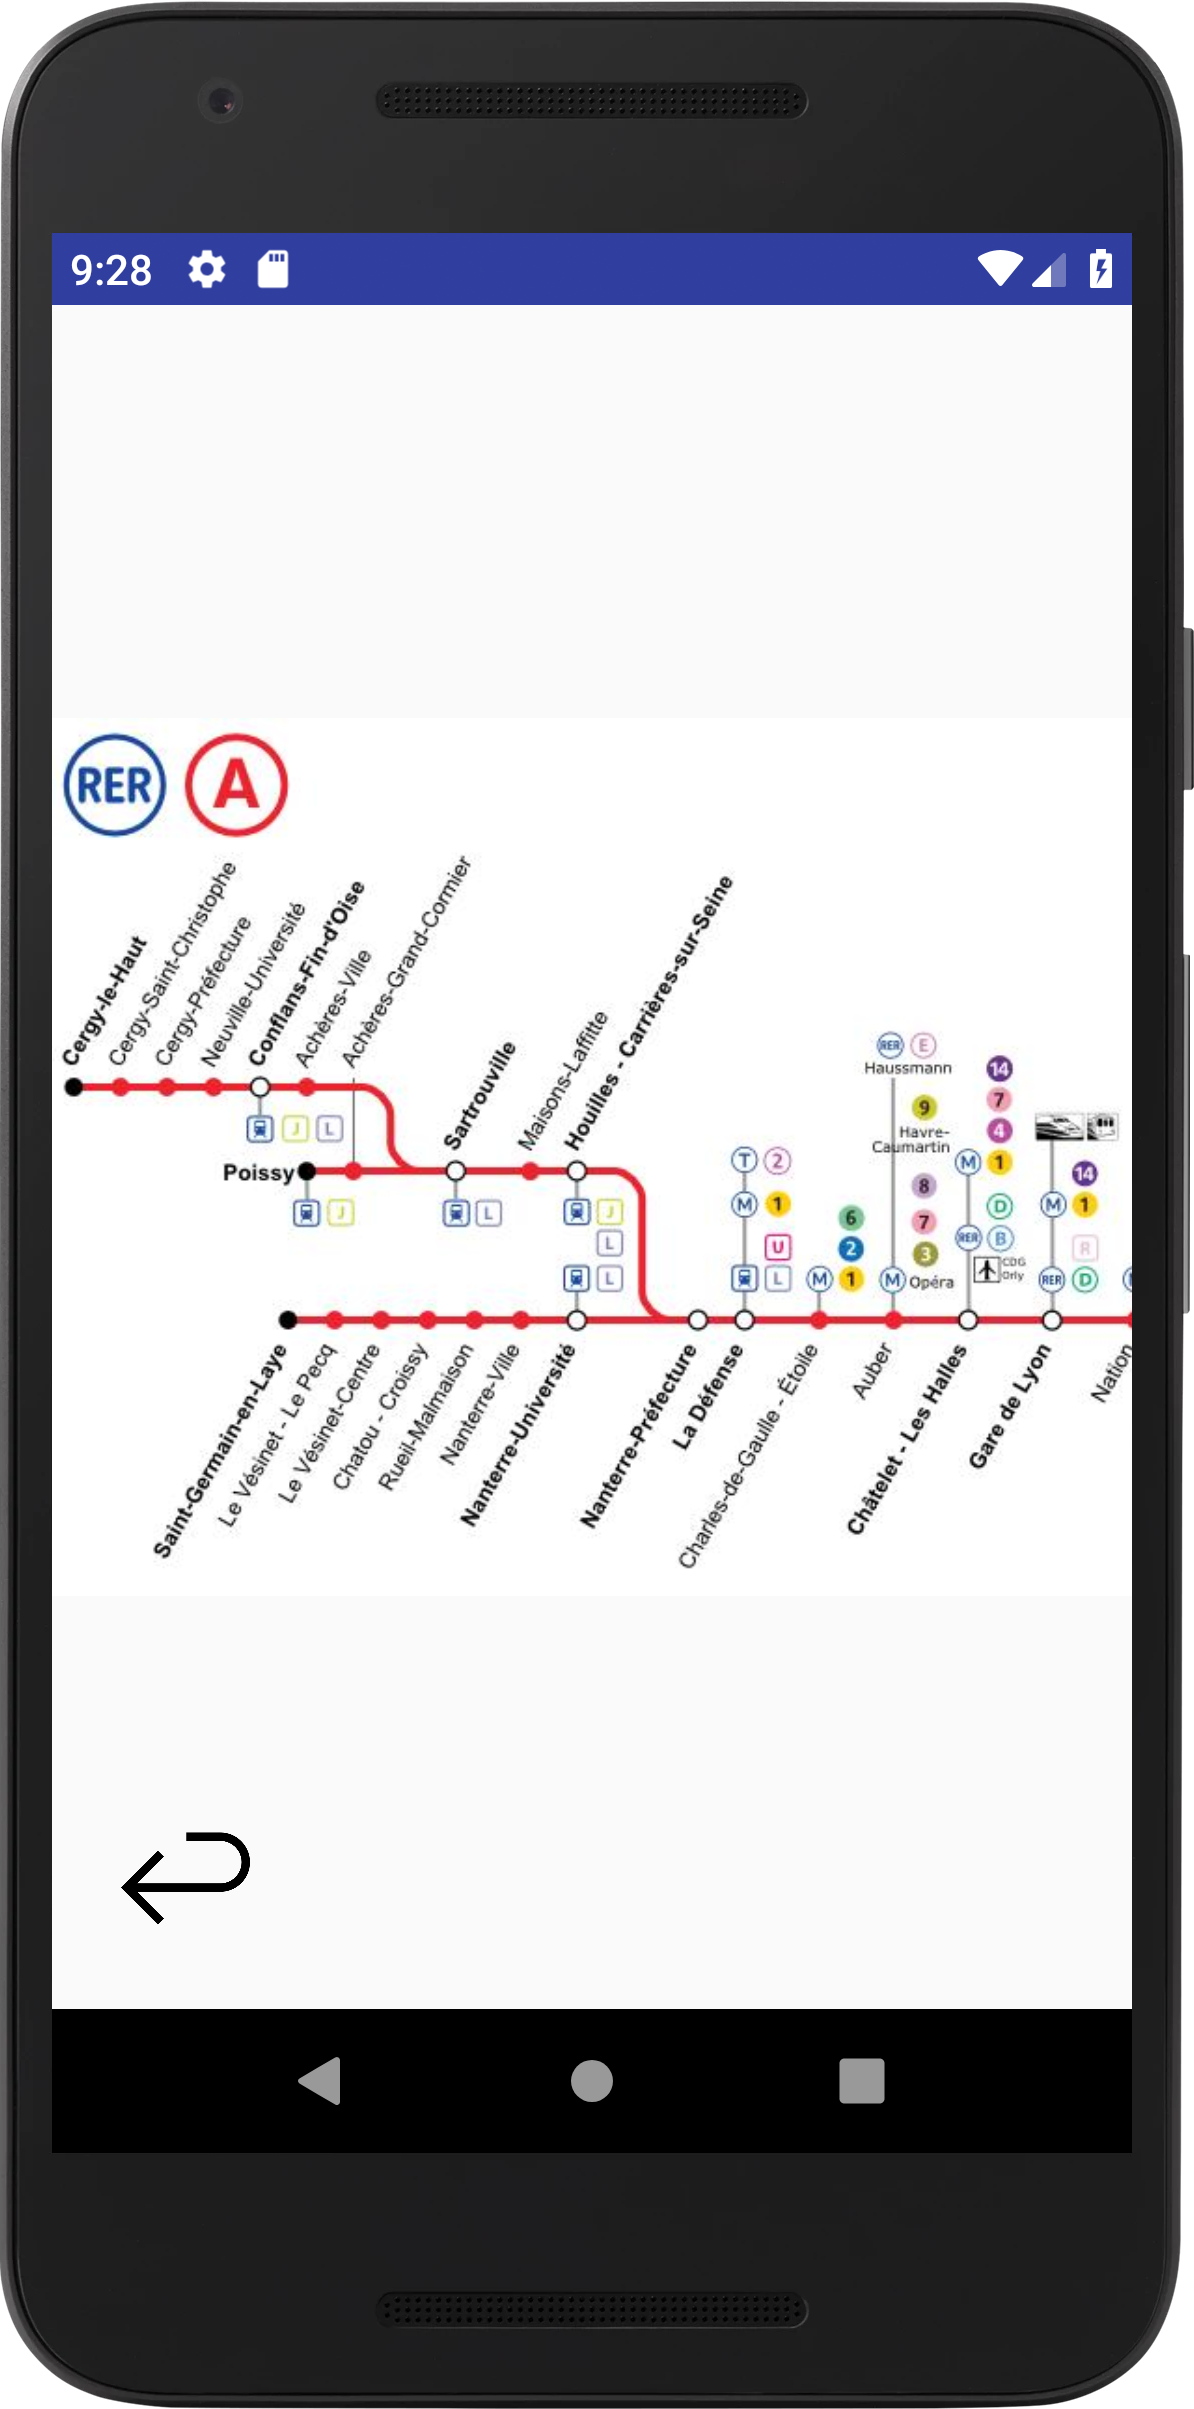 9:28
RER A
Cergy-le-Haut
Cergy-Saint-Christophe
Cergy-Préfecture
Neuville-Université
Conflans-Fin-d'Oise
Achères-Ville
Achères-Grand-Cormier
J L
Poissy
J
Sartrouville
L
Maisons-Laffitte
Houilles - Carrières-sur-Seine
J
L
L
T 2
M 1
U
L
6
2
M 1
RER E
Haussmann
9
Havre-
Caumartin
8
7
3
M Opéra
14
7
4
M 1
D
RER B
CDG
Orly
14
M 1
R
RER D
Saint-Germain-en-Laye
Le Vésinet - Le Pecq
Le Vésinet-Centre
Chatou - Croissy
Rueil-Malmaison
Nanterre-Ville
Nanterre-Université
Nanterre-Préfecture
La Défense
Charles-de-Gaulle - Étoile
Auber
Châtelet - Les Halles
Gare de Lyon
Nation